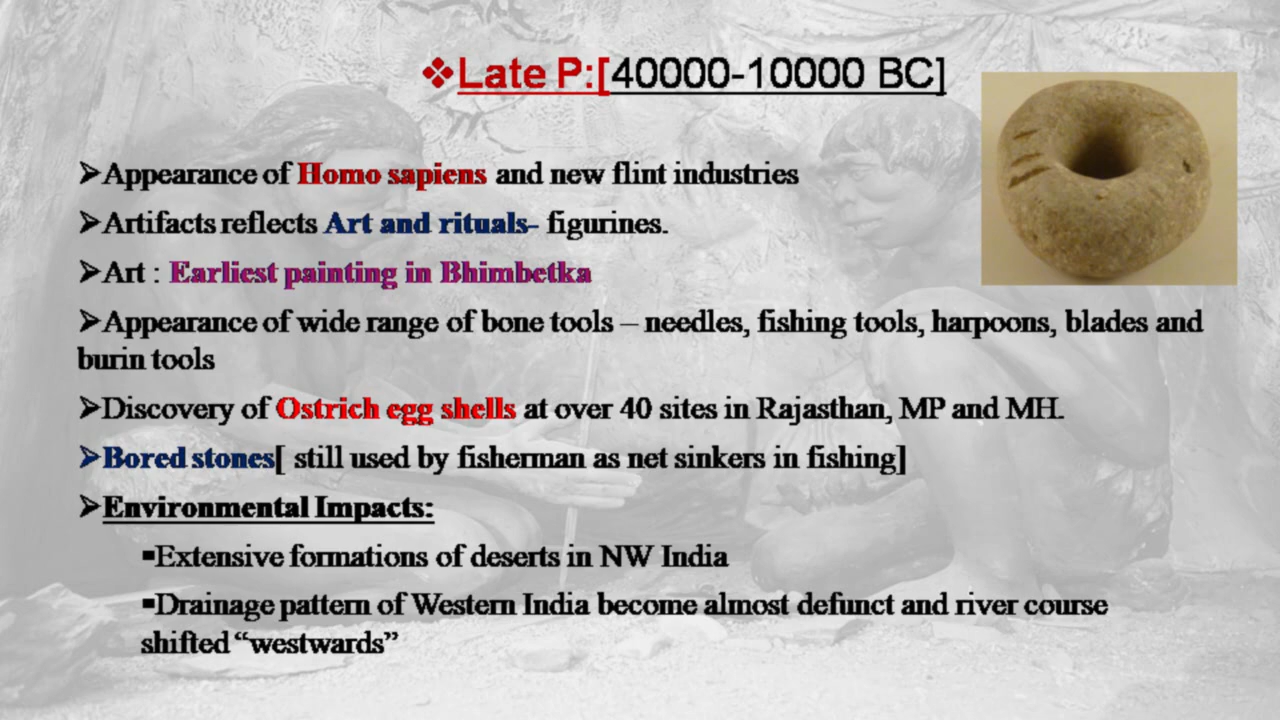 ❖Late P:[40000-10000 BC]
➢Appearance of Homo sapiens and new flint industries
➢Artifacts reflects Art and rituals- figurines.
➢Art : Earliest painting in Bhimbetka
➢Appearance of wide range of bone tools – needles, fishing tools, harpoons, blades and
burin tools
➢Discovery of Ostrich egg shells at over 40 sites in Rajasthan, MP and MH.
➢Bored stones[ still used by fisherman as net sinkers in fishing]
➢Environmental Impacts:
▪Extensive formations of deserts in NW India
▪Drainage pattern of Western India become almost defunct and river course
shifted “westwards”